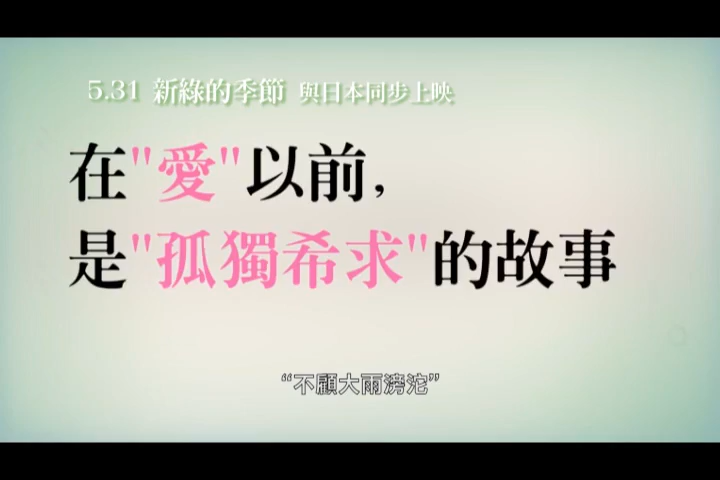 5.31 新綠的季節 與日本同步上映
在"愛"以前,
是"孤獨希求"的故事
“不顧大雨滂沱”